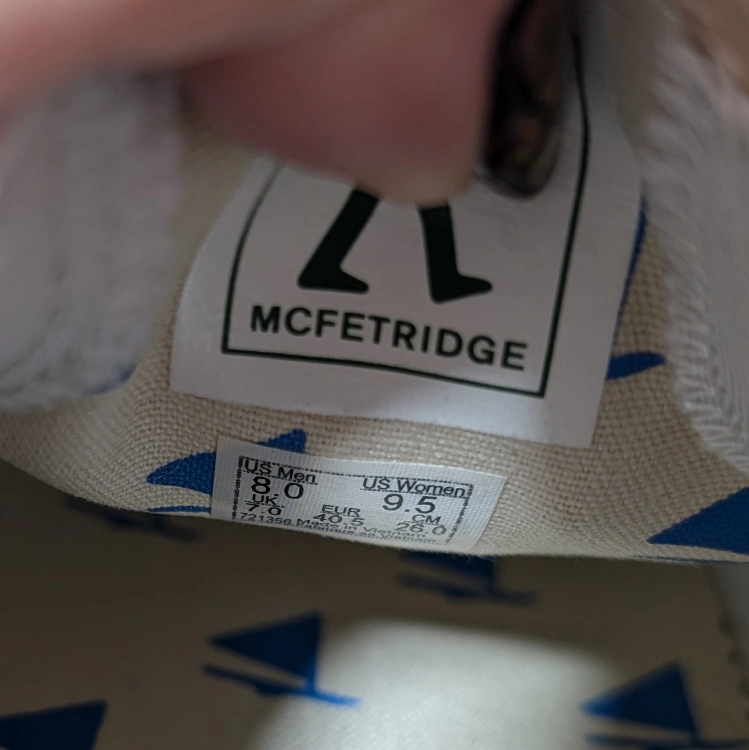 MCFETRIDGE
US Men US Women
8.0 9.5
UK EUR CM
7.0 40.5 26.0
721356 Made in Vietnam